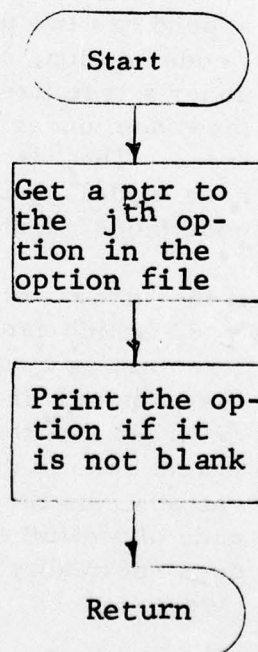 Start
Get a ptr to
the jth op-
tion in the
option file
Print the op-
tion if it
is not blank
Return